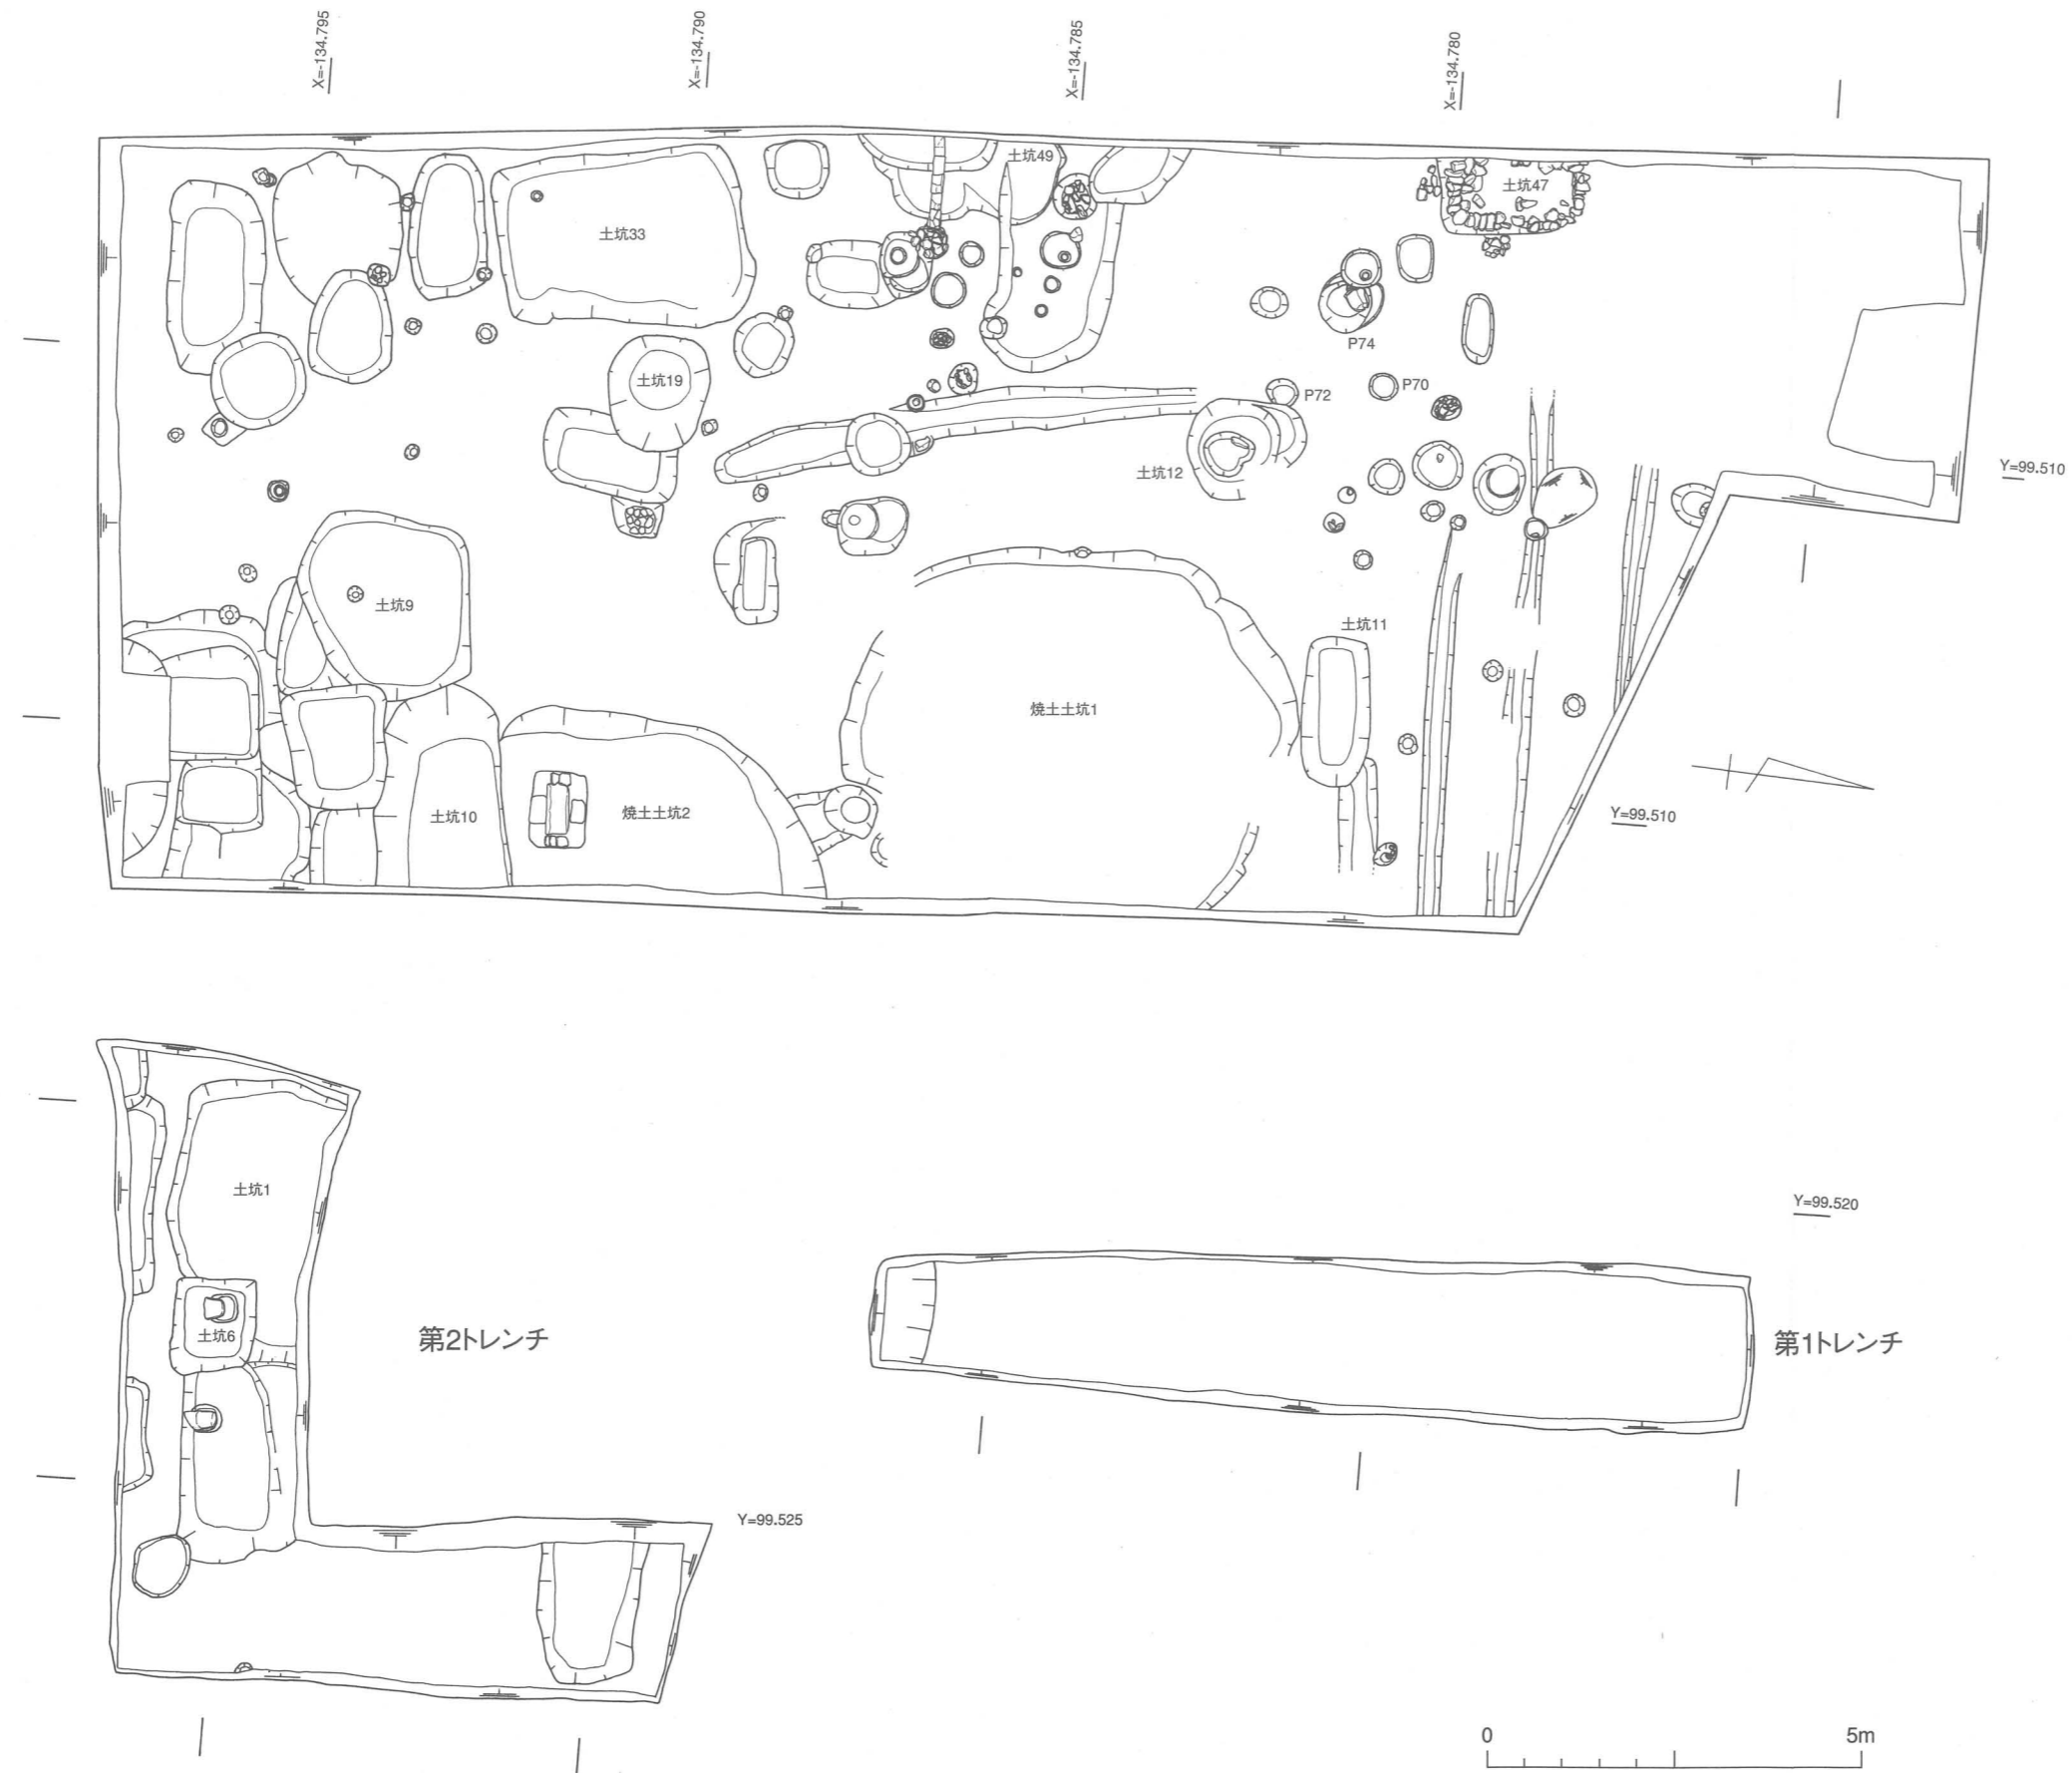 X=-134.795
X=-134.790
X=-134.785
X=-134.780
土坑49
土坑47
土坑33
P74
土坑19
P72
P70
土坑12
Y=99.510
土坑9
土坑11
焼土土坑1
土坑10
焼土土坑2
Y=99.510
土坑1
Y=99.520
土坑6
第2トレンチ
第1トレンチ
Y=99.525
0
5m